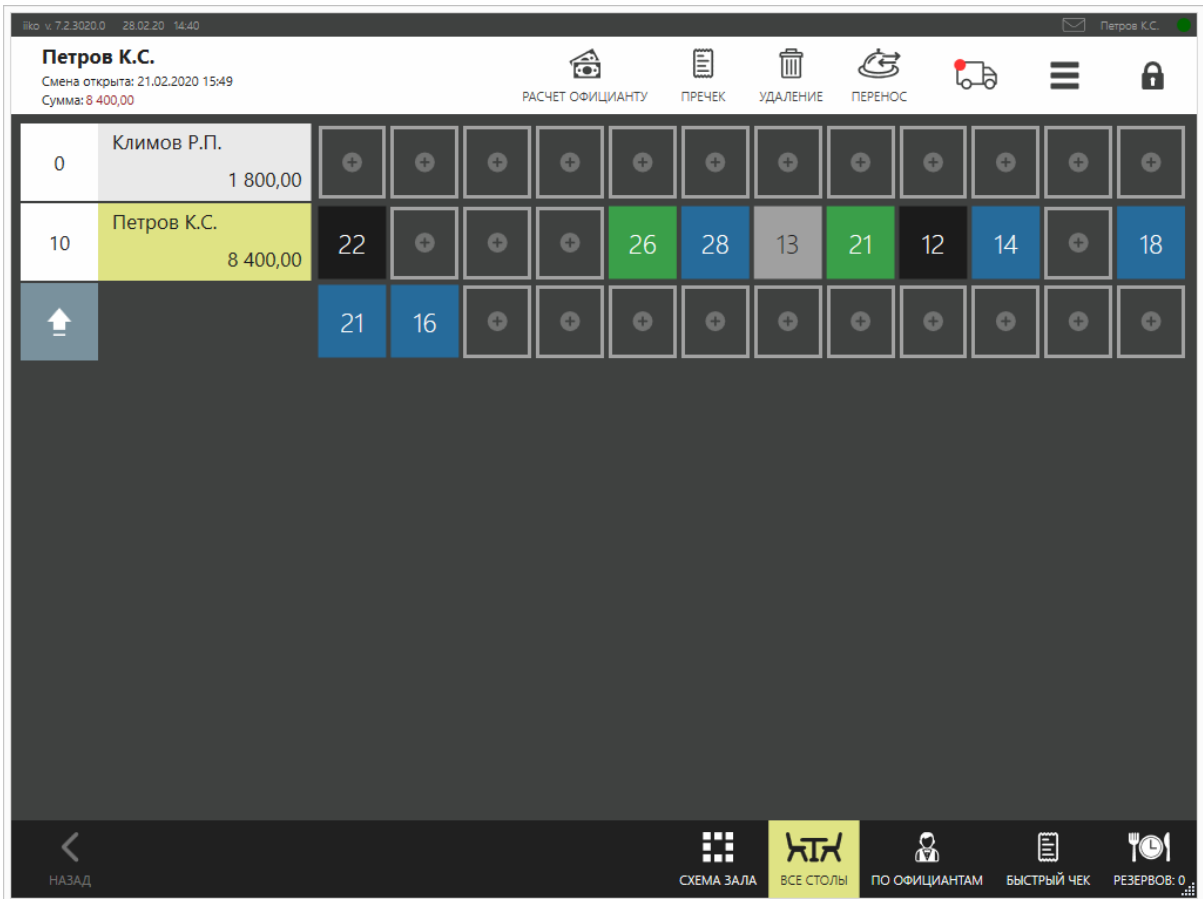 iiko v. 7.2.3020.0 28.02.20 14:40 Петров К.С.
Петров К.С.
Смена открыта: 21.02.2020 15:49
Сумма: 8 400,00
РАСЧЕТ ОФИЦИАНТУ ПРЕЧЕК УДАЛЕНИЕ ПЕРЕНОС
0 Климов Р.П.
1 800,00
10 Петров К.С.
8 400,00
22 26 28 13 21 12 14 18
21 16
НАЗАД СХЕМА ЗАЛА ВСЕ СТОЛЫ ПО ОФИЦИАНТАМ БЫСТРЫЙ ЧЕК РЕЗЕРВОВ: 0